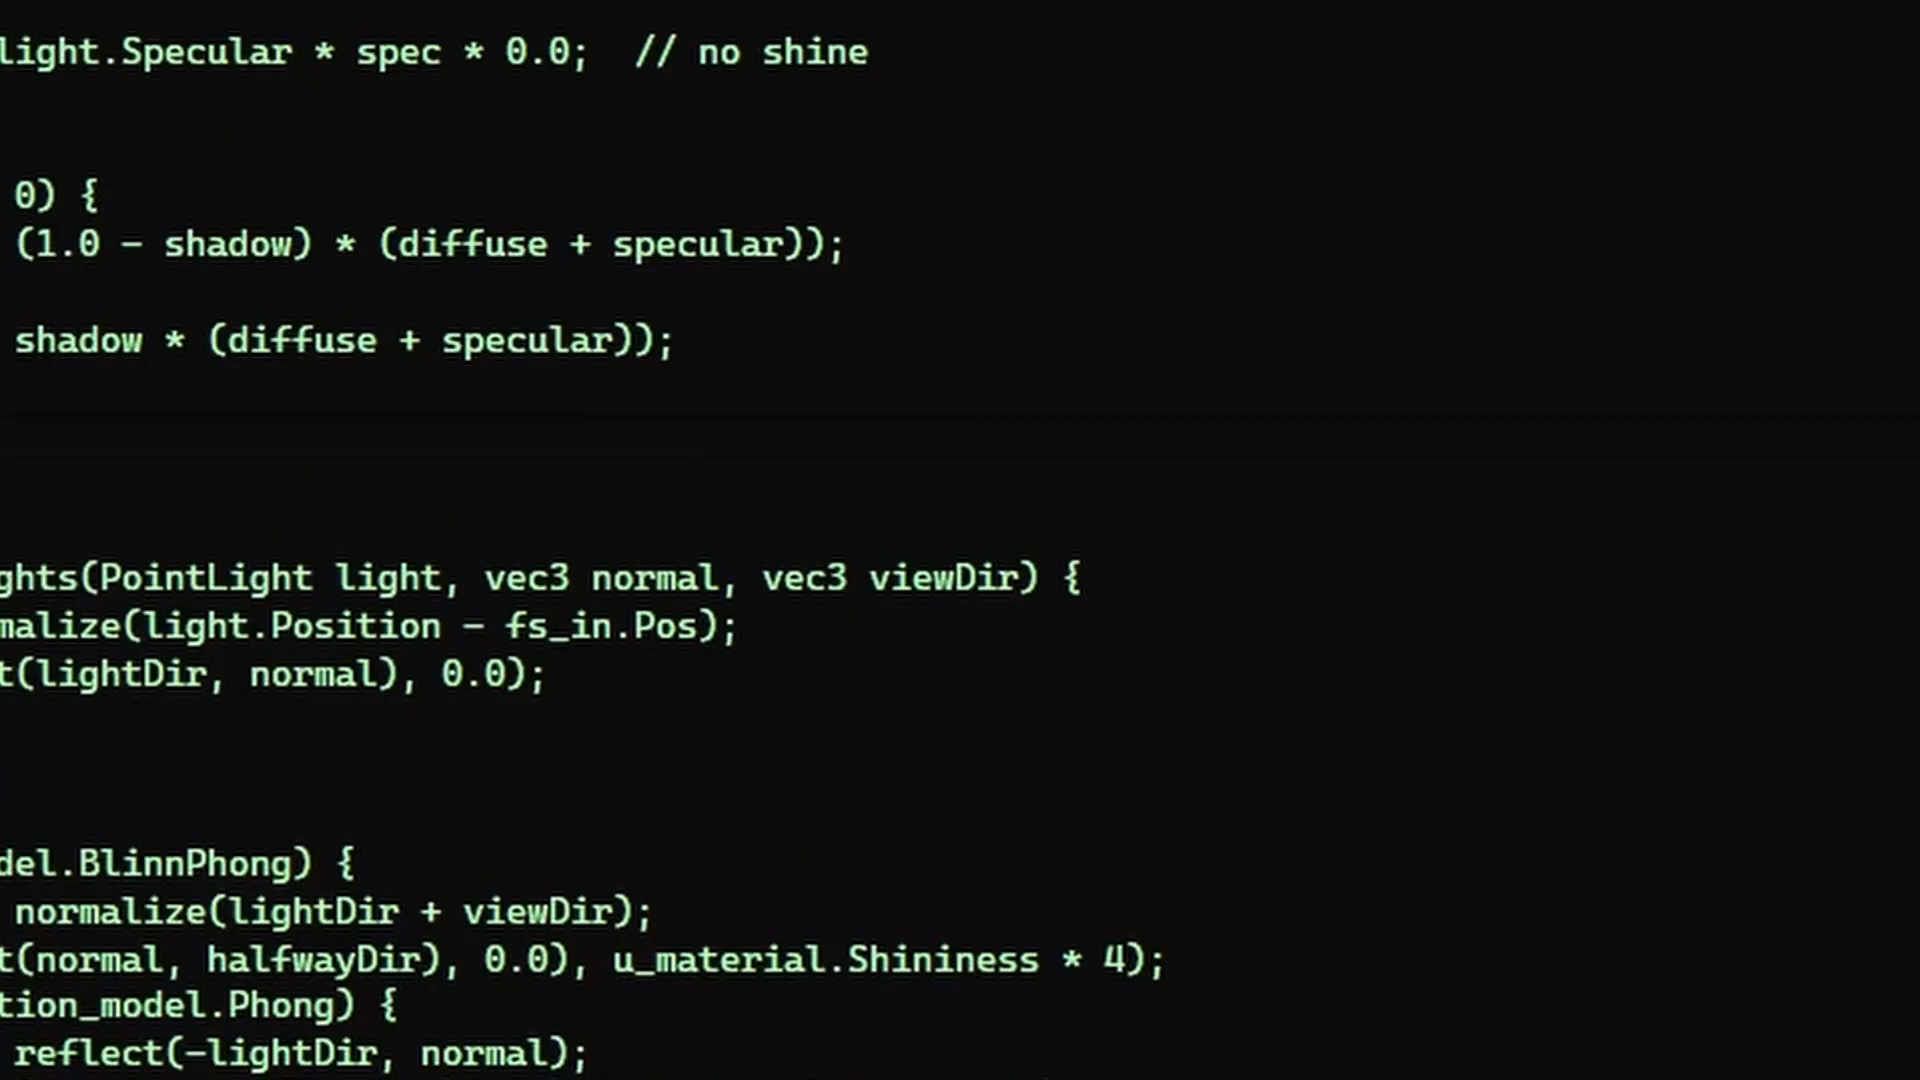 light.Specular * spec * 0.0;  // no shine
0) {
(1.0 - shadow) * (diffuse + specular));
shadow * (diffuse + specular));
ghts(PointLight light, vec3 normal, vec3 viewDir) {
malize(light.Position - fs_in.Pos);
t(lightDir, normal), 0.0);
del.BlinnPhong) {
normalize(lightDir + viewDir);
t(normal, halfwayDir), 0.0), u_material.Shininess * 4);
tion_model.Phong) {
reflect(-lightDir, normal);